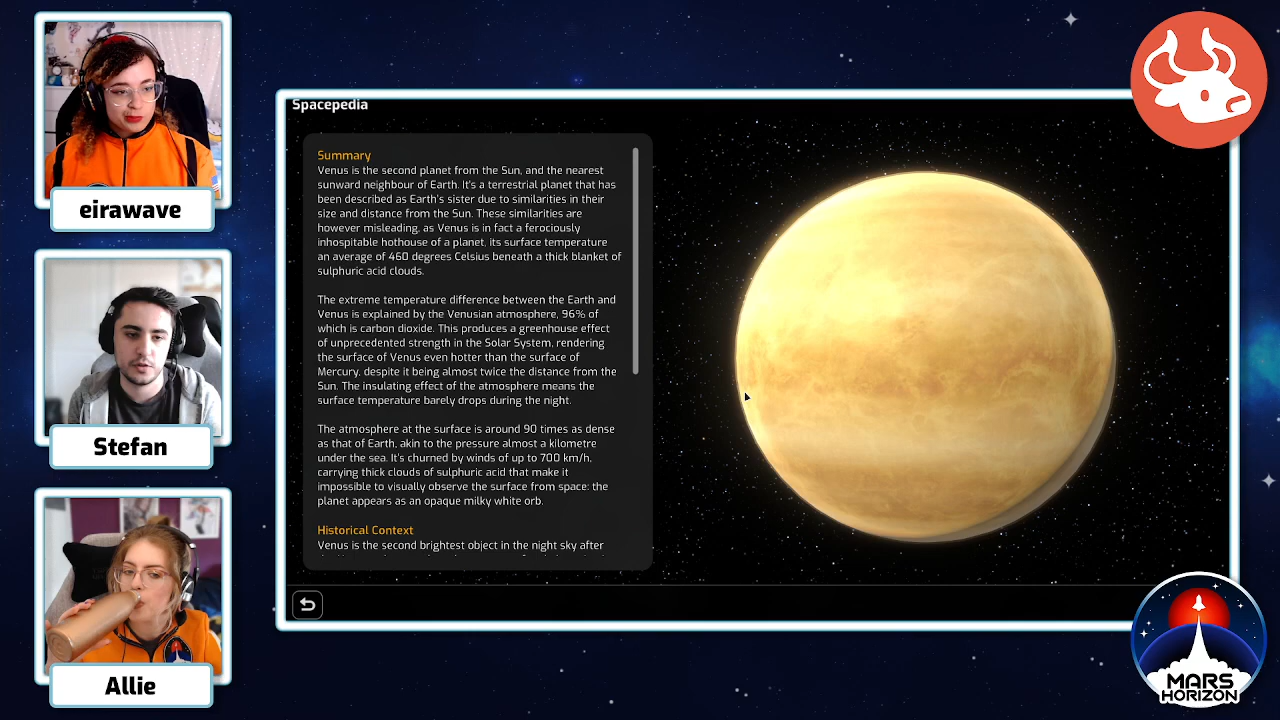 eirawave
Stefan
Allie
Spacepedia
Summary
Venus is the second planet from the Sun, and the nearest
sunward neighbour of Earth. It's a terrestrial planet that has
been described as Earth's sister due to similarities in their
size and distance from the Sun. These similarities are
however misleading, as Venus is in fact a ferociously
inhospitable hothouse of a planet, its surface temperature
an average of 460 degrees Celsius beneath a thick blanket of
sulphuric acid clouds.
The extreme temperature difference between the Earth and
Venus is explained by the Venusian atmosphere, 96% of
which is carbon dioxide. This produces a greenhouse effect
of unprecedented strength in the Solar System, rendering
the surface of Venus even hotter than the surface of
Mercury, despite it being almost twice the distance from the
Sun. The insulating effect of the atmosphere means the
surface temperature barely drops during the night.
The atmosphere at the surface is around 90 times as dense
as that of Earth, akin to the pressure almost a kilometre
under the sea. It's churned by winds of up to 700 km/h,
carrying thick clouds of sulphuric acid that make it
impossible to visually observe the surface from space: the
planet appears as an opaque milky white orb.
Historical Context
Venus is the second brightest object in the night sky after
MARS
HORIZON